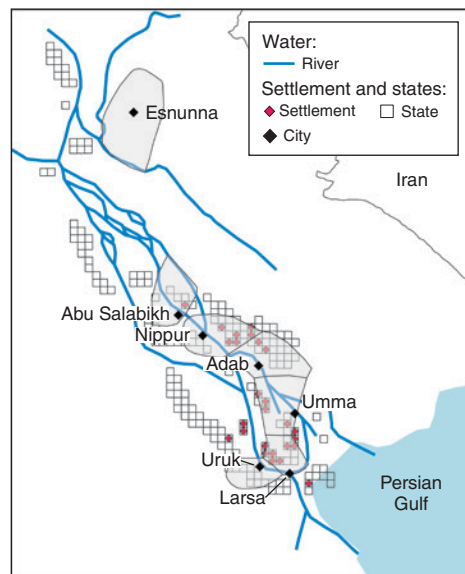 Water:
River
Settlement and states:
Settlement
State
City
Esnunna
Iran
Abu Salabikh
Nippur
Adab
Umma
Uruk
Larsa
Persian
Gulf